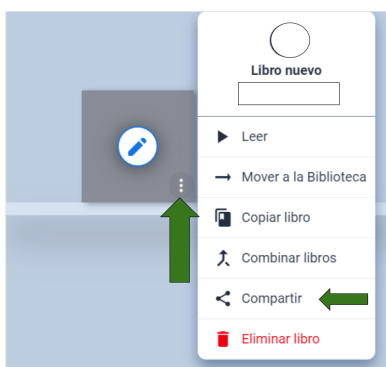 Libro nuevo
Leer
Mover a la Biblioteca
Copiar libro
Combinar libros
Compartir
Eliminar libro